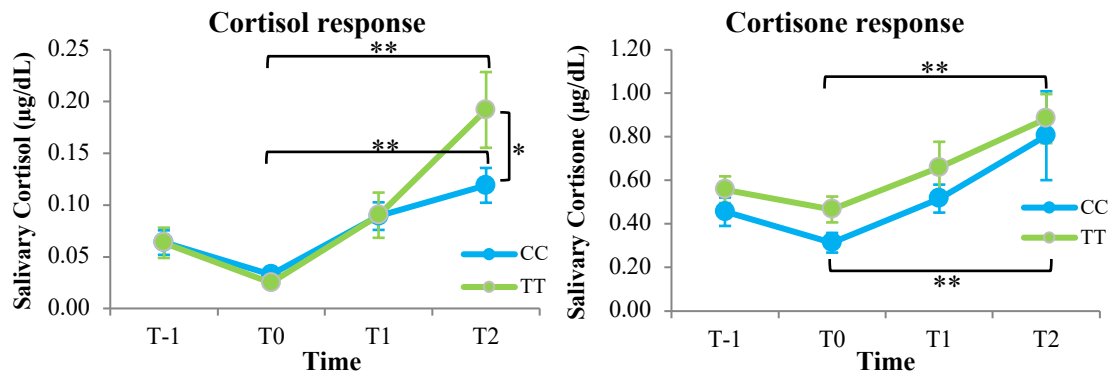 Cortisol response
Salivary Cortisol (µg/dL)
0.25
0.20
0.15
0.10
0.05
0.00
**
**
*
CC
TT
T-1 T0 T1 T2
Time
Cortisone response
Salivary Cortisone (µg/dL)
1.20
1.00
0.80
0.60
0.40
0.20
0.00
**
**
CC
TT
T-1 T0 T1 T2
Time